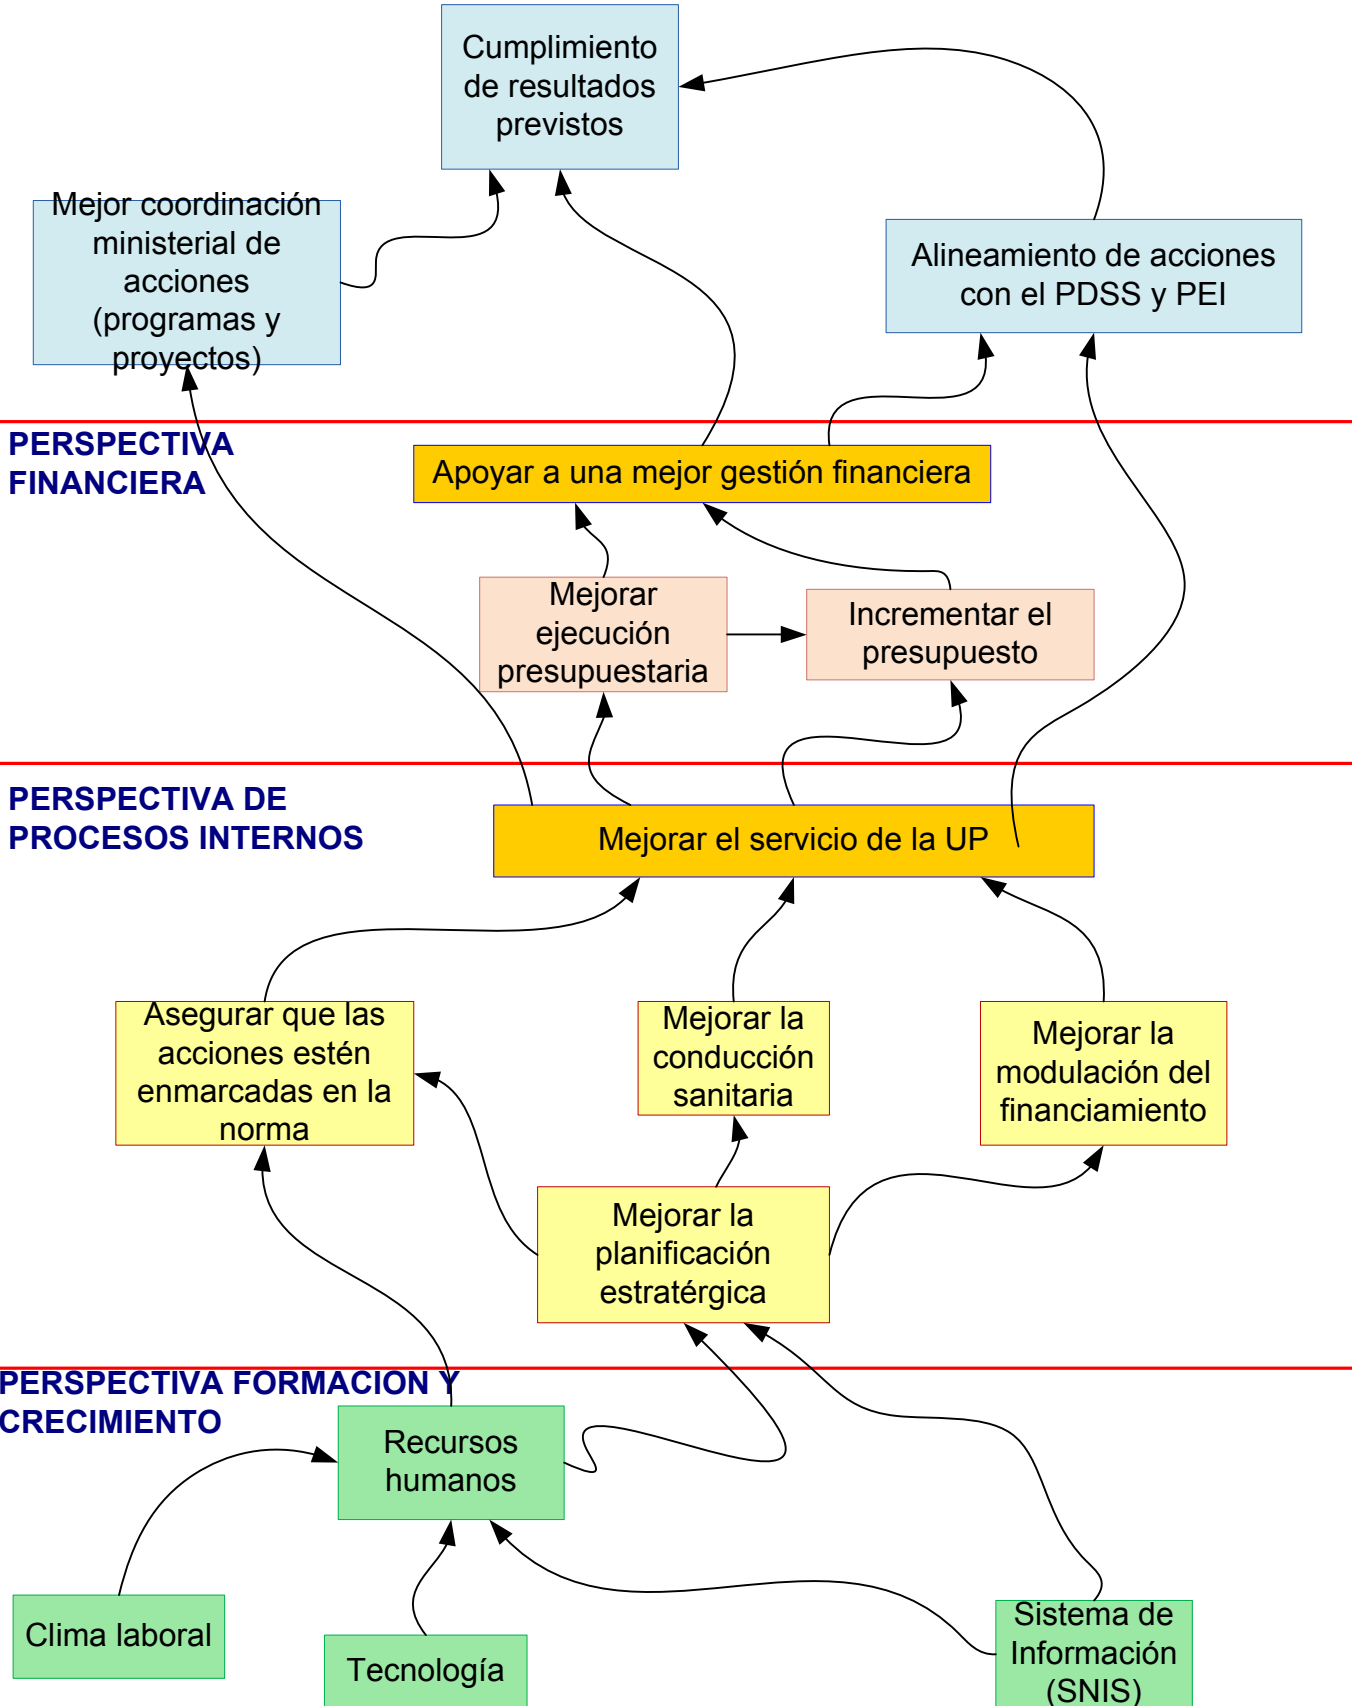 Cumplimiento
de resultados
previstos
Mejor coordinación
ministerial de
acciones
(programas y
proyectos)
Alineamiento de acciones
con el PDSS y PEI
PERSPECTIVA
FINANCIERA
Apoyar a una mejor gestión financiera
Mejorar
ejecución
presupuestaria
Incrementar el
presupuesto
PERSPECTIVA DE
PROCESOS INTERNOS
Mejorar el servicio de la UP
Asegurar que las
acciones estén
enmarcadas en la
norma
Mejorar la
conducción
sanitaria
Mejorar la
modulación del
financiamiento
Mejorar la
planificación
estratérgica
PERSPECTIVA FORMACION Y
CRECIMIENTO
Recursos
humanos
Clima laboral
Tecnología
Sistema de
Información
(SNIS)